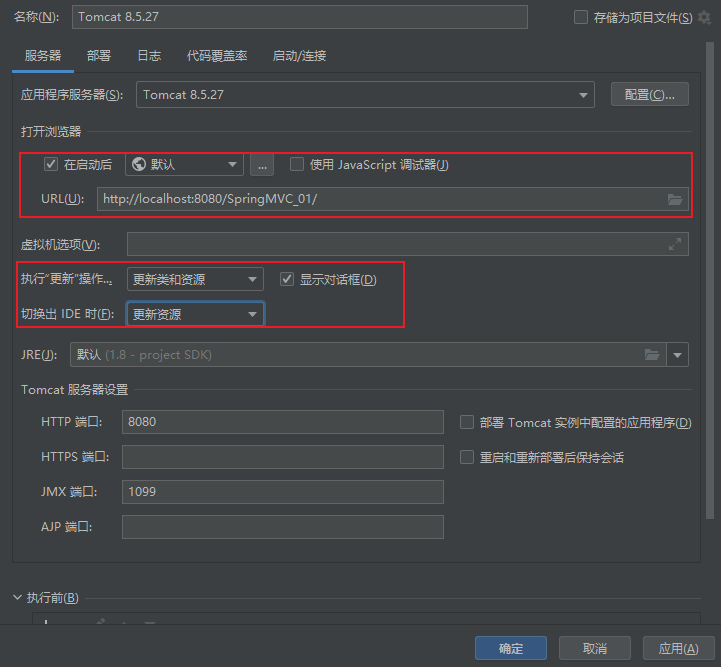 名称(N): Tomcat 8.5.27 存储为项目文件(S)
服务器 部署 日志 代码覆盖率 启动/连接
应用程序服务器(S): Tomcat 8.5.27 配置(C)...
打开浏览器
在启动后 默认 ... 使用 JavaScript 调试器(J)
URL(U): http://localhost:8080/SpringMVC_01/
虚拟机选项(V):
执行“更新”操作... 更新类和资源 显示对话框(D)
切换出 IDE 时(F): 更新资源
JRE(J): 默认 (1.8 - project SDK)
Tomcat 服务器设置
HTTP 端口: 8080 部署 Tomcat 实例中配置的应用程序(D)
HTTPS 端口: 重启和重新部署后保持会话
JMX 端口: 1099
AJP 端口:
执行前(B)
确定 取消 应用(A)